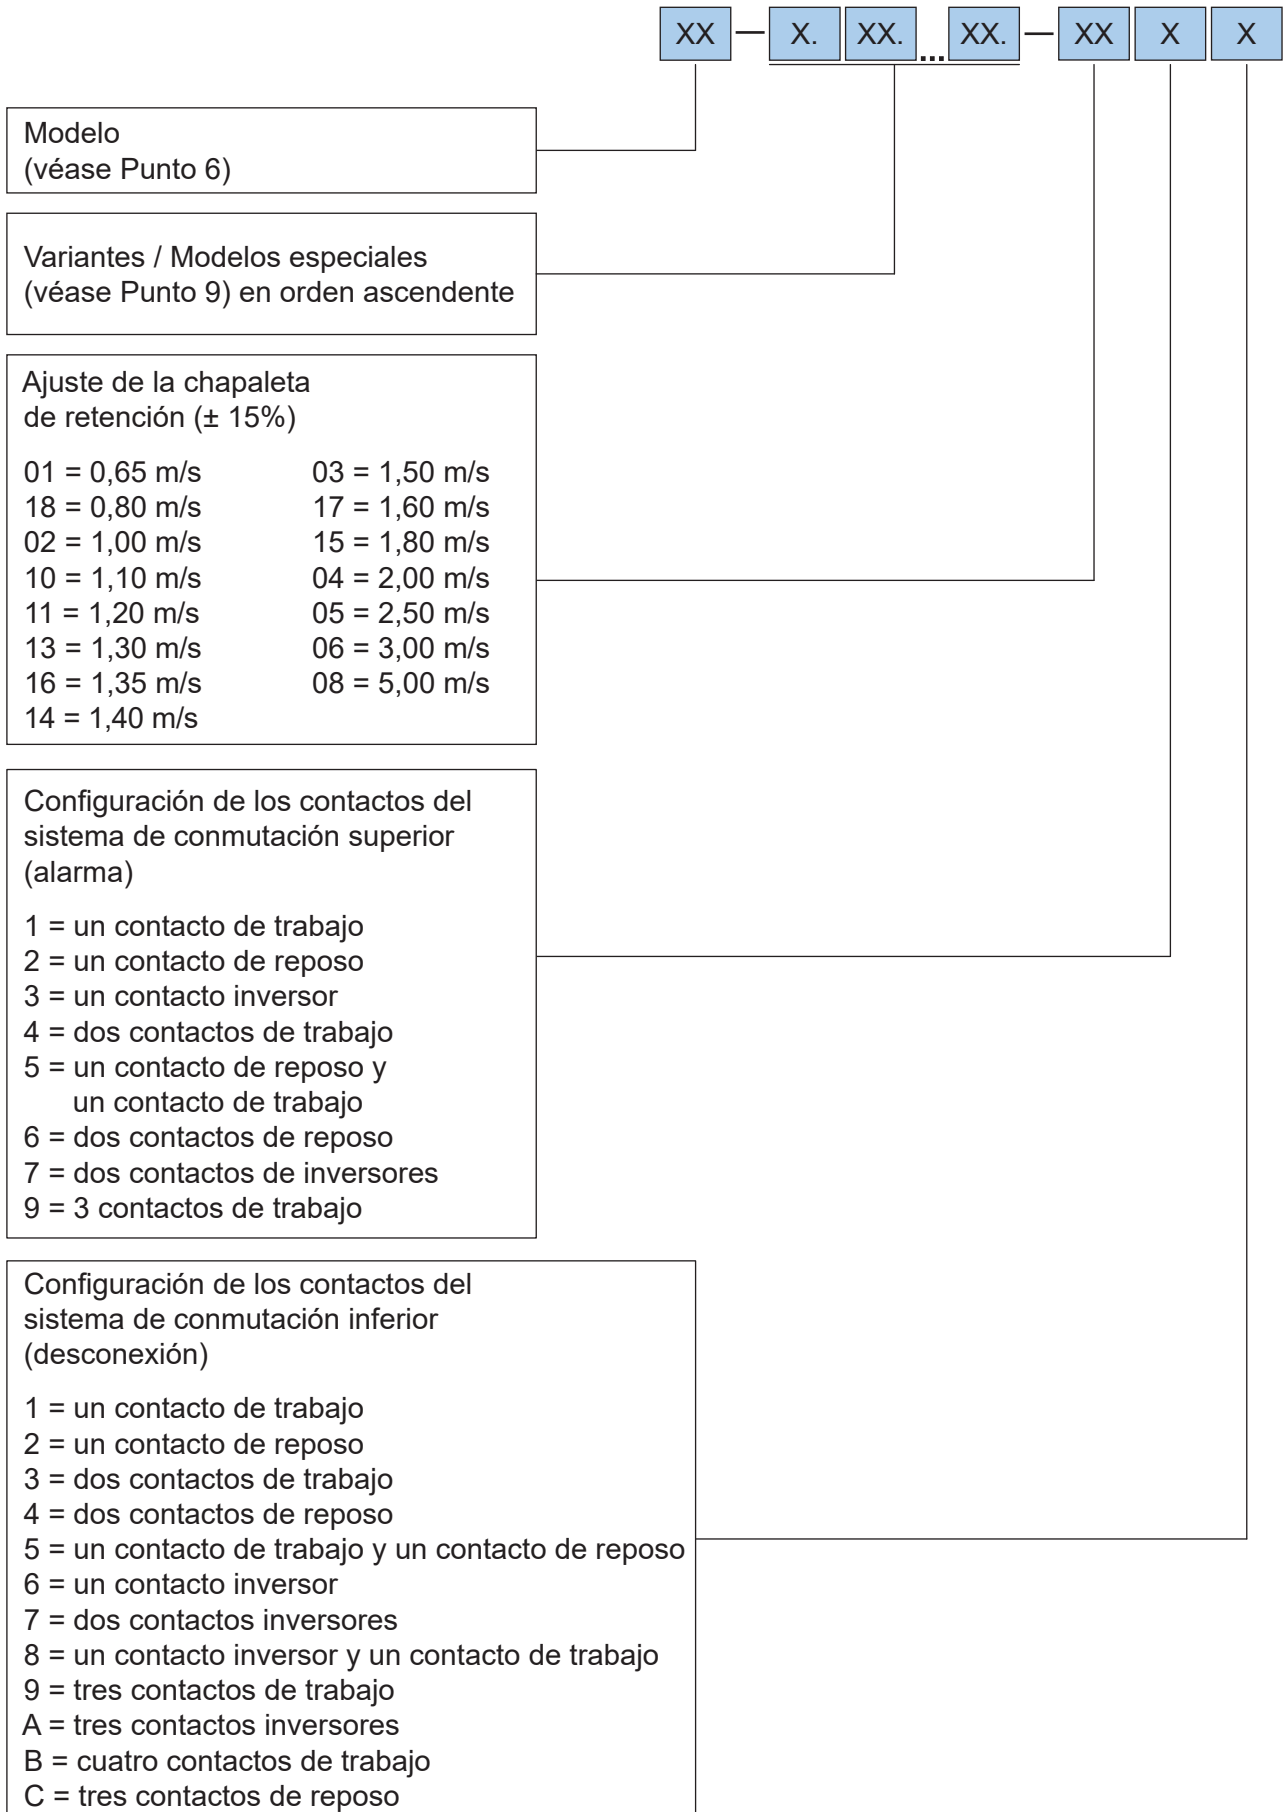 XX — X. XX. ... XX. — XX X X
Modelo
(véase Punto 6)
Variantes / Modelos especiales
(véase Punto 9) en orden ascendente
Ajuste de la chapaleta
de retención (± 15%)
01 = 0,65 m/s
18 = 0,80 m/s
02 = 1,00 m/s
10 = 1,10 m/s
11 = 1,20 m/s
13 = 1,30 m/s
16 = 1,35 m/s
14 = 1,40 m/s
03 = 1,50 m/s
17 = 1,60 m/s
15 = 1,80 m/s
04 = 2,00 m/s
05 = 2,50 m/s
06 = 3,00 m/s
08 = 5,00 m/s
Configuración de los contactos del
sistema de conmutación superior
(alarma)
1 = un contacto de trabajo
2 = un contacto de reposo
3 = un contacto inversor
4 = dos contactos de trabajo
5 = un contacto de reposo y
un contacto de trabajo
6 = dos contactos de reposo
7 = dos contactos de inversores
9 = 3 contactos de trabajo
Configuración de los contactos del
sistema de conmutación inferior
(desconexión)
1 = un contacto de trabajo
2 = un contacto de reposo
3 = dos contactos de trabajo
4 = dos contactos de reposo
5 = un contacto de trabajo y un contacto de reposo
6 = un contacto inversor
7 = dos contactos inversores
8 = un contacto inversor y un contacto de trabajo
9 = tres contactos de trabajo
A = tres contactos inversores
B = cuatro contactos de trabajo
C = tres contactos de reposo